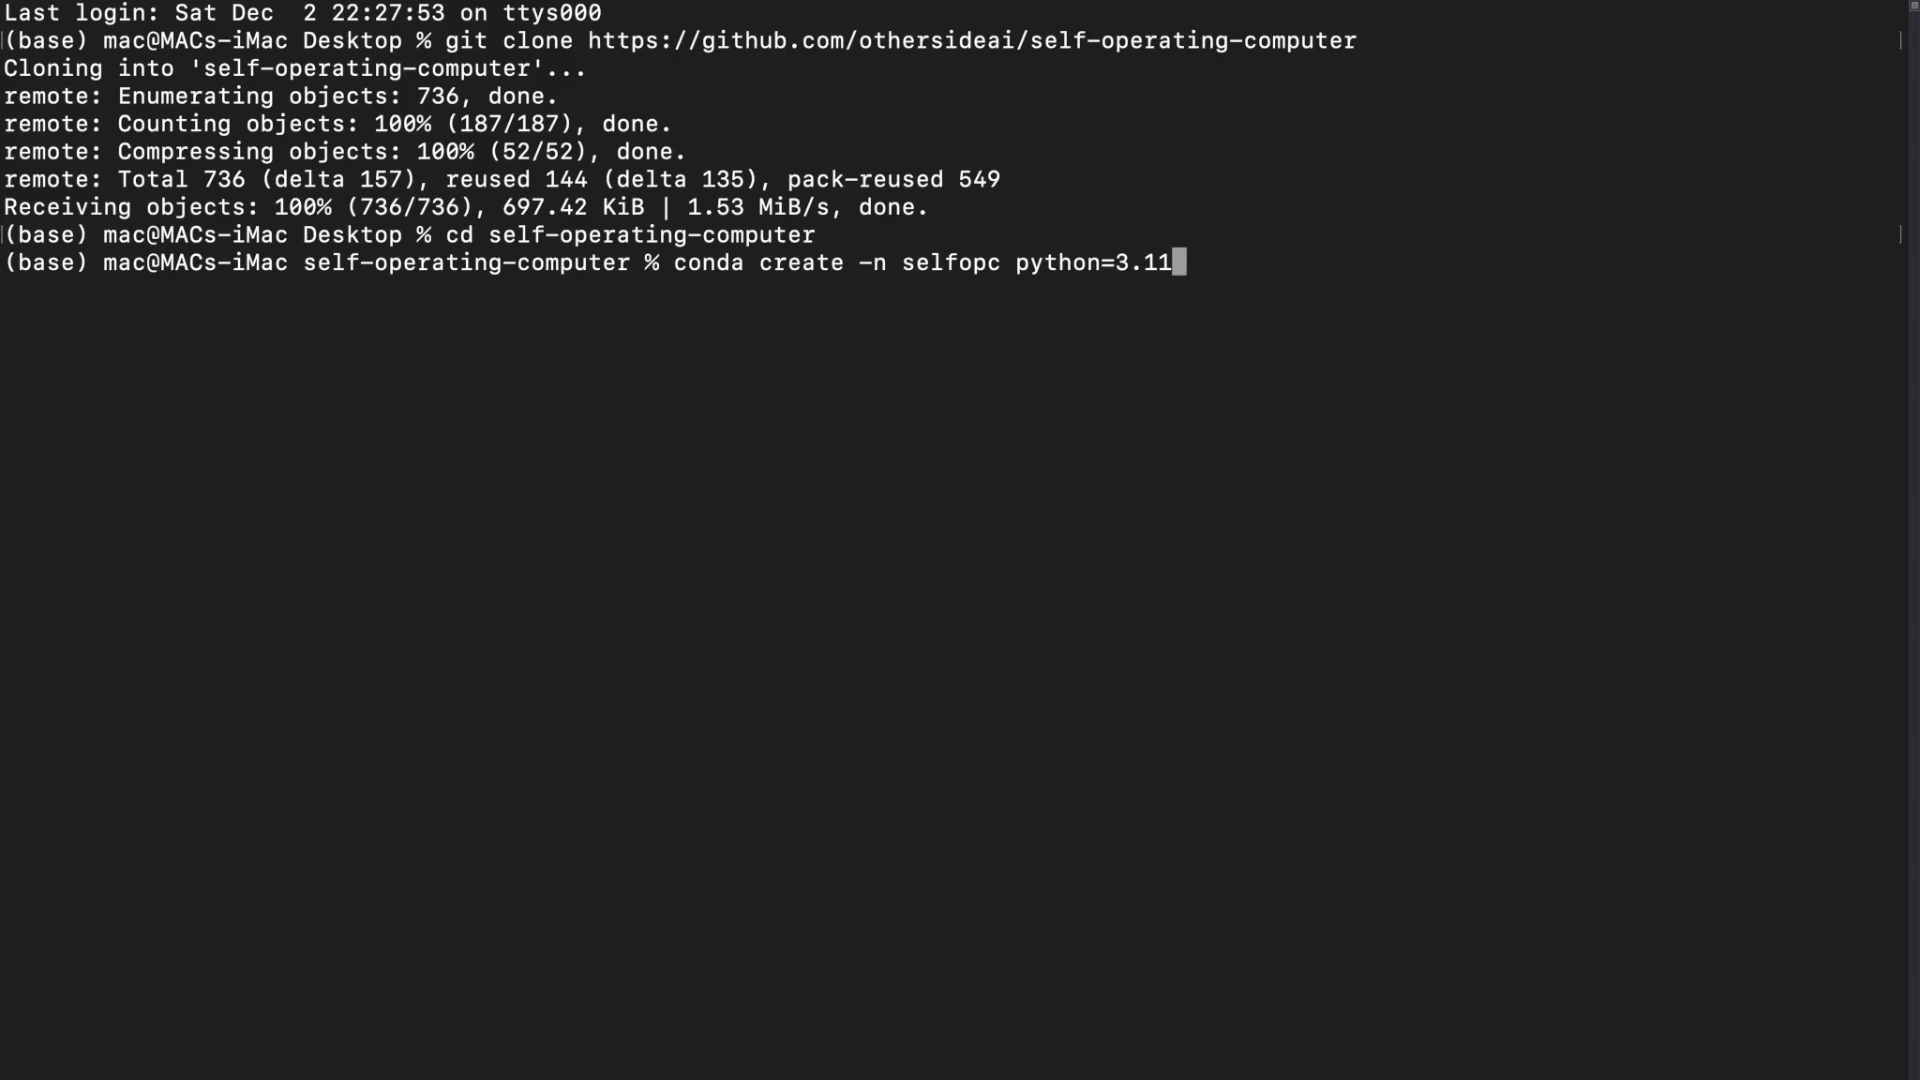 Last login: Sat Dec  2 22:27:53 on ttys000
(base) mac@MACs-iMac Desktop % git clone https://github.com/othersideai/self-operating-computer
Cloning into 'self-operating-computer'...
remote: Enumerating objects: 736, done.
remote: Counting objects: 100% (187/187), done.
remote: Compressing objects: 100% (52/52), done.
remote: Total 736 (delta 157), reused 144 (delta 135), pack-reused 549
Receiving objects: 100% (736/736), 697.42 KiB | 1.53 MiB/s, done.
(base) mac@MACs-iMac Desktop % cd self-operating-computer
(base) mac@MACs-iMac self-operating-computer % conda create -n selfopc python=3.11